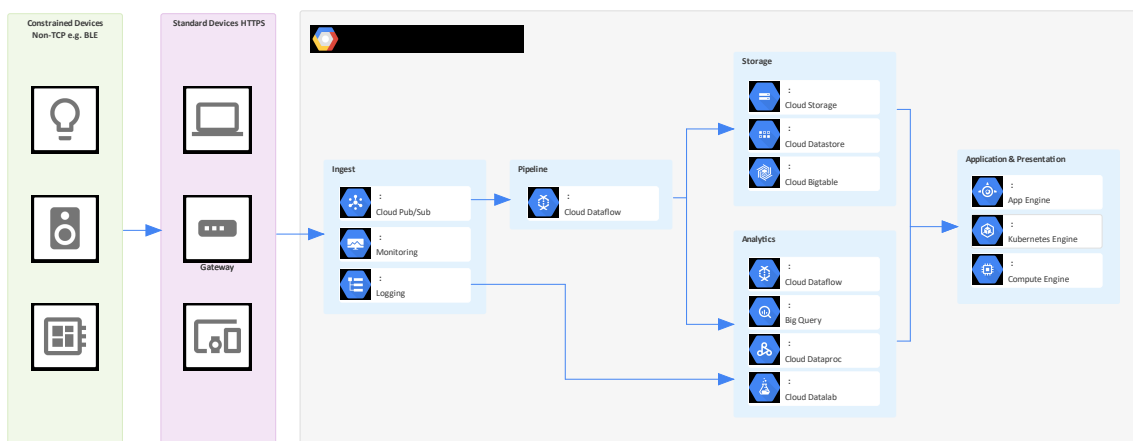 Constrained Devices
Non-TCP e.g. BLE
Standard Devices HTTPS
Gateway
Ingest
:
Cloud Pub/Sub
:
Monitoring
:
Logging
Pipeline
:
Cloud Dataflow
Storage
:
Cloud Storage
:
Cloud Datastore
:
Cloud Bigtable
Analytics
:
Cloud Dataflow
:
Big Query
:
Cloud Dataproc
:
Cloud Datalab
Application & Presentation
:
App Engine
:
Kubernetes Engine
:
Compute Engine